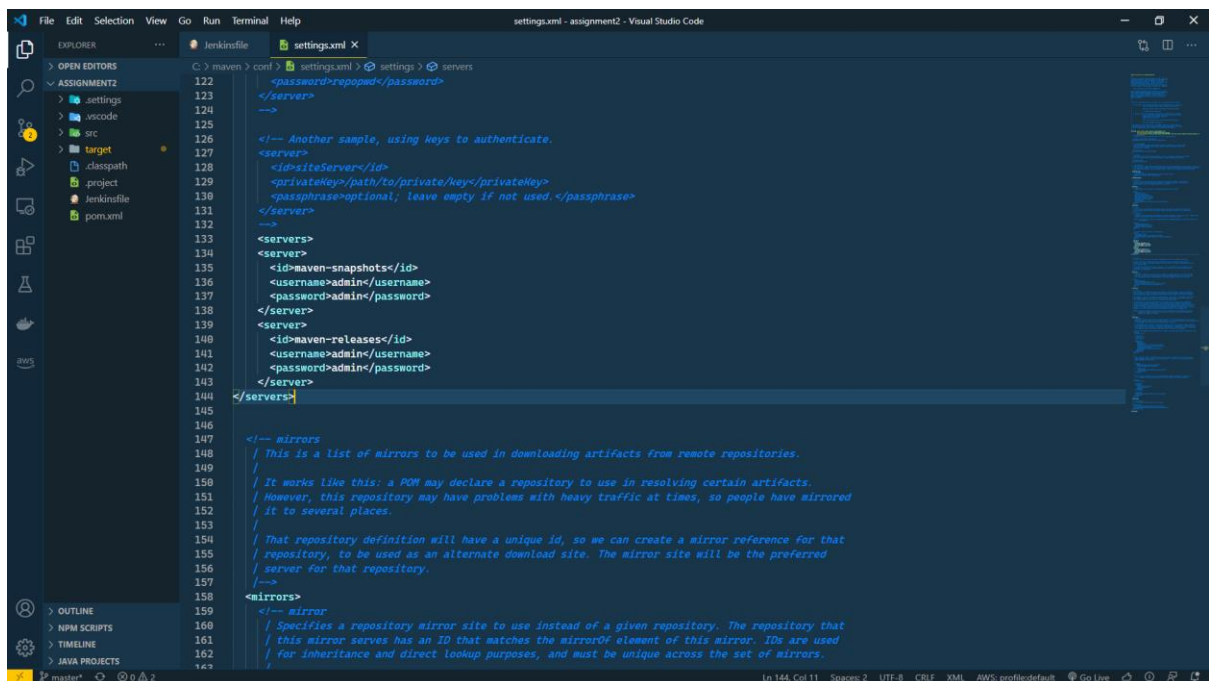 File Edit Selection View Go Run Terminal Help
settings.xml - assignment2 - Visual Studio Code
EXPLORER
Jenkinsfile
settings.xml
OPEN EDITORS
C: > maven > conf > settings.xml > settings > servers
ASSIGNMENT2
.settings
.vscode
src
target
.classpath
.project
Jenkinsfile
pom.xml
2
aws
122 <password>repopwd</password>
123 </server>
124 -->
125
126 <!-- Another sample, using keys to authenticate.
127 <server>
128 <id>siteServer</id>
129 <privateKey>/path/to/private/key</privateKey>
130 <passphrase>optional; leave empty if not used.</passphrase>
131 </server>
132 -->
133 <servers>
134 <server>
135 <id>maven-snapshots</id>
136 <username>admin</username>
137 <password>admin</password>
138 </server>
139 <server>
140 <id>maven-releases</id>
141 <username>admin</username>
142 <password>admin</password>
143 </server>
144 </servers>
145
146
147 <!-- mirrors
148 | This is a list of mirrors to be used in downloading artifacts from remote repositories.
149 |
150 | It works like this: a POM may declare a repository to use in resolving certain artifacts.
151 | However, this repository may have problems with heavy traffic at times, so people have mirrored
152 | it to several places.
153 |
154 | That repository definition will have a unique id, so we can create a mirror reference for that
155 | repository, to be used as an alternate download site. The mirror site will be the preferred
156 | server for that repository.
157 |-->
158 <mirrors>
159 <!-- mirror
160 | Specifies a repository mirror site to use instead of a given repository. The repository that
161 | this mirror serves has an ID that matches the mirrorOf element of this mirror. IDs are used
162 | for inheritance and direct lookup purposes, and must be unique across the set of mirrors.
163 |
OUTLINE
NPM SCRIPTS
TIMELINE
JAVA PROJECTS
master* 0 2
Ln 144, Col 11 Spaces: 2 UTF-8 CRLF XML AWS: profile:default Go Live